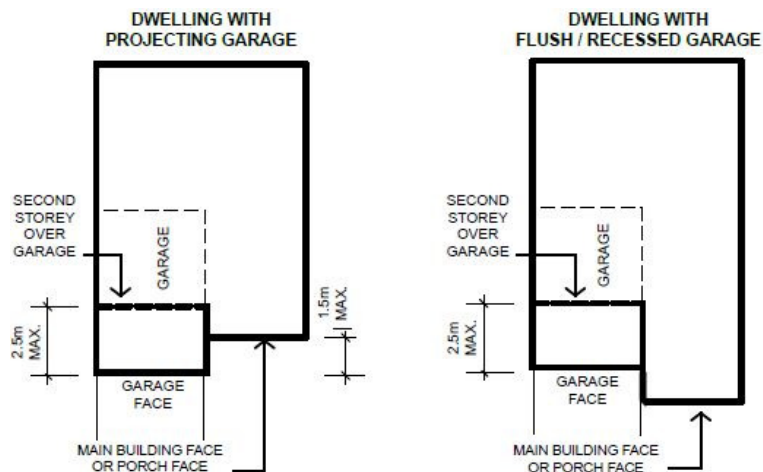 DWELLING WITH
PROJECTING GARAGE
SECOND
STOREY
OVER
GARAGE
GARAGE
2.5m
MAX.
1.5m
MAX.
GARAGE
FACE
MAIN BUILDING FACE
OR PORCH FACE
DWELLING WITH
FLUSH / RECESSED GARAGE
SECOND
STOREY
OVER
GARAGE
GARAGE
2.5m
MAX.
GARAGE
FACE
MAIN BUILDING FACE
OR PORCH FACE